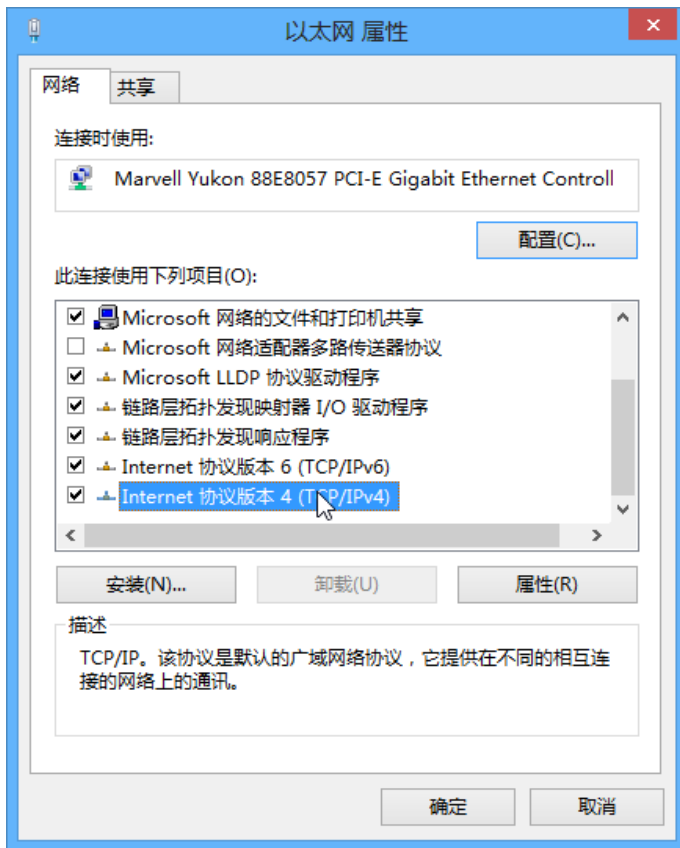 以太网 属性
网络
共享
连接时使用:
Marvell Yukon 88E8057 PCI-E Gigabit Ethernet Controll
配置(C)...
此连接使用下列项目(O):
Microsoft 网络的文件和打印机共享
Microsoft 网络适配器多路传送器协议
Microsoft LLDP 协议驱动程序
链路层拓扑发现映射器 I/O 驱动程序
链路层拓扑发现响应程序
Internet 协议版本 6 (TCP/IPv6)
Internet 协议版本 4 (TCP/IPv4)
安装(N)...
卸载(U)
属性(R)
描述
TCP/IP。该协议是默认的广域网络协议，它提供在不同的相互连
接的网络上的通讯。
确定
取消